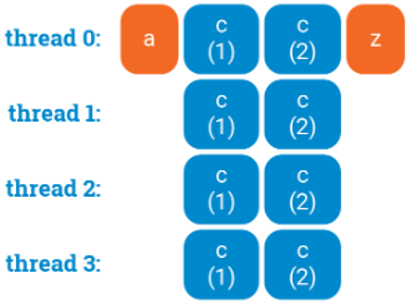 thread 0: a c (1) c (2) z
thread 1: c (1) c (2)
thread 2: c (1) c (2)
thread 3: c (1) c (2)